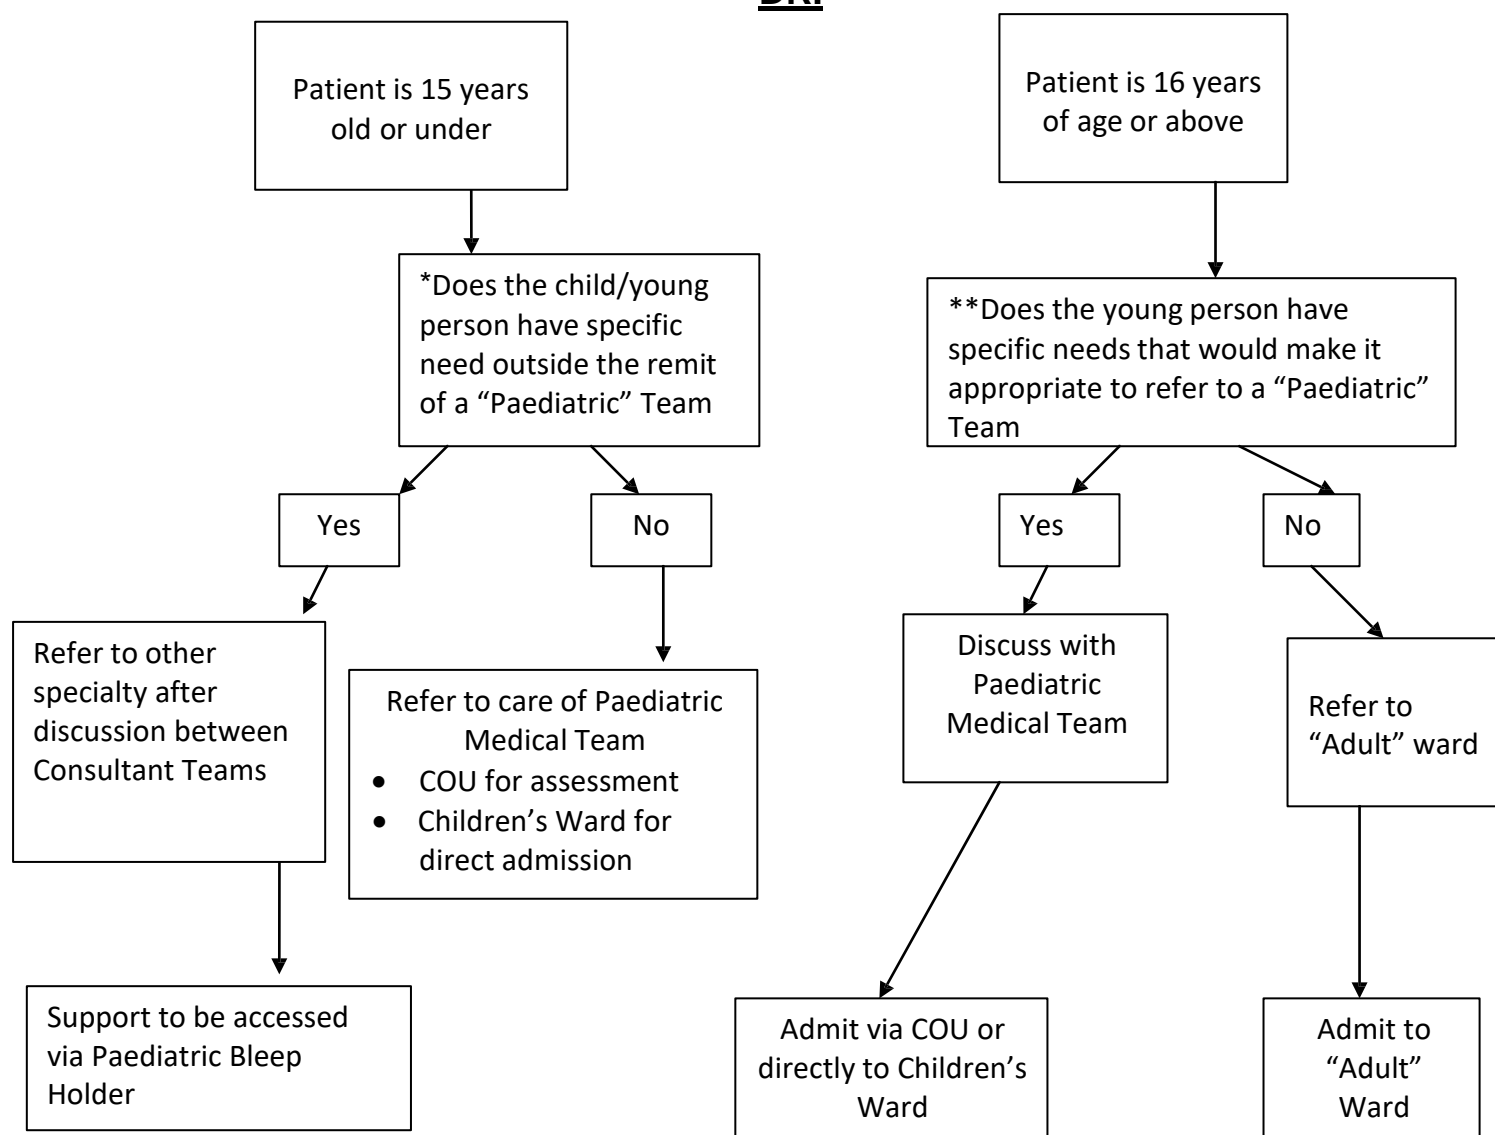 Patient is 15 years
old or under
Patient is 16 years
of age or above
*Does the child/young
person have specific
need outside the remit
of a “Paediatric” Team
**Does the young person have
specific needs that would make it
appropriate to refer to a “Paediatric”
Team
Yes
No
Yes
No
Refer to other
specialty after
discussion between
Consultant Teams
Refer to care of Paediatric
Medical Team
• COU for assessment
• Children’s Ward for
direct admission
Discuss with
Paediatric
Medical Team
Refer to
“Adult” ward
Support to be accessed
via Paediatric Bleep
Holder
Admit via COU or
directly to Children’s
Ward
Admit to
“Adult”
Ward